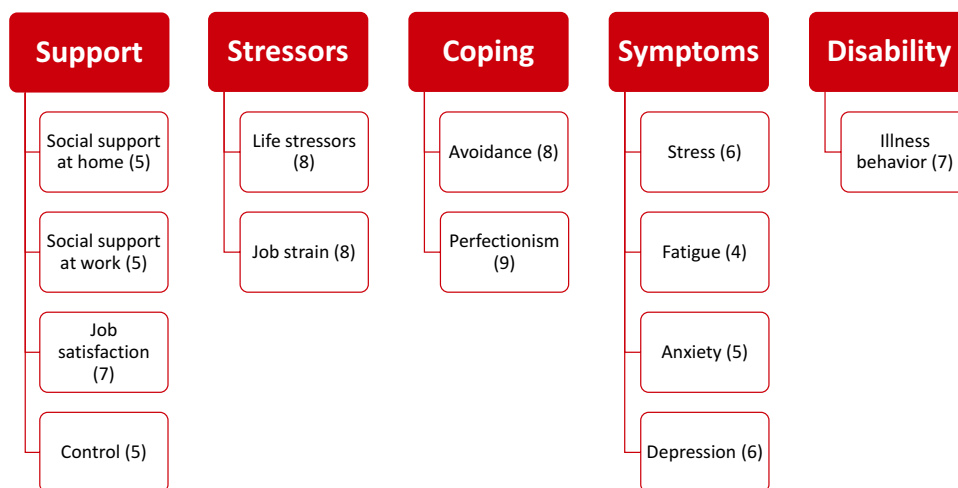 Support
Social support
at home (5)
Social support
at work (5)
Job
satisfaction
(7)
Control (5)
Stressors
Life stressors
(8)
Job strain (8)
Coping
Avoidance (8)
Perfectionism
(9)
Symptoms
Stress (6)
Fatigue (4)
Anxiety (5)
Depression (6)
Disability
Illness
behavior (7)